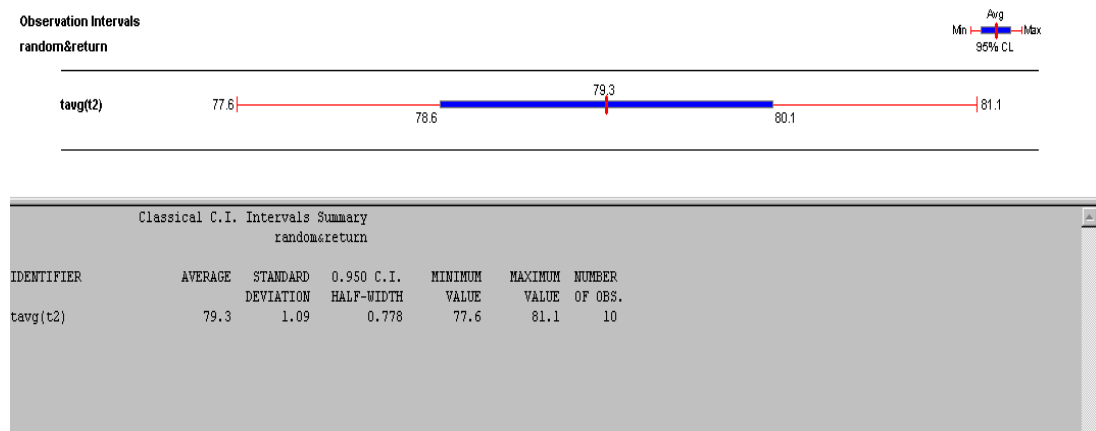 Observation Intervals
Avg
Min Max
95% CL
random&return
79.3
tavg(t2) 77.6 81.1
78.6 80.1
Classical C.I. Intervals Summary
random&return
IDENTIFIER AVERAGE STANDARD 0.950 C.I. MINIMUM MAXIMUM NUMBER
DEVIATION HALF-WIDTH VALUE VALUE OF OBS.
tavg(t2) 79.3 1.09 0.778 77.6 81.1 10